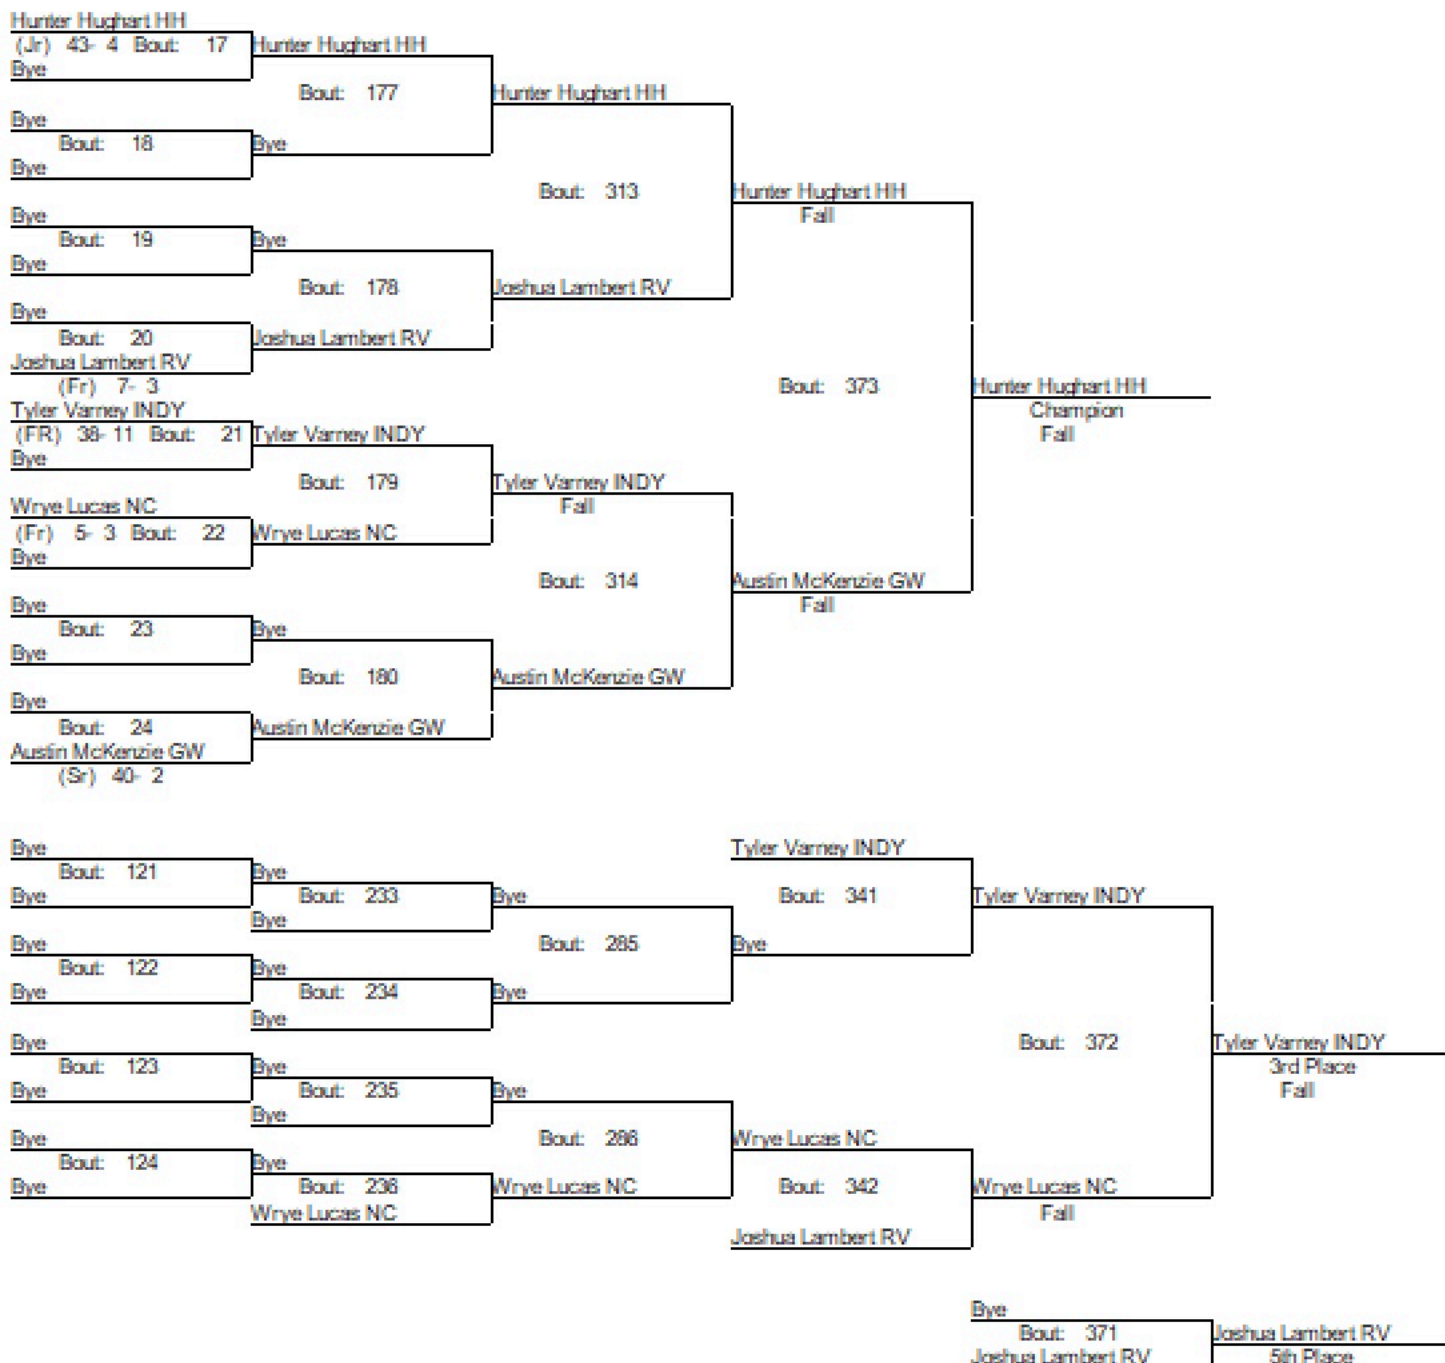 Hunter Hughart HH
(Jr) 43- 4 Bout: 17 Hunter Hughart HH
Bye
Bout: 177 Hunter Hughart HH
Bye
Bout: 18 Bye
Bye
Bout: 313 Hunter Hughart HH
Bye Fall
Bout: 19 Bye
Bye
Bout: 178 Joshua Lambert RV
Bye
Bout: 20 Joshua Lambert RV
Joshua Lambert RV
(Fr) 7- 3 Bout: 373 Hunter Hughart HH
Tyler Varney INDY Champion
(FR) 38- 11 Bout: 21 Tyler Varney INDY Fall
Bye
Bout: 179 Tyler Varney INDY
Wrye Lucas NC Fall
(Fr) 5- 3 Bout: 22 Wrye Lucas NC
Bye
Bout: 314 Austin McKenzie GW
Bye Fall
Bout: 23 Bye
Bye
Bout: 180 Austin McKenzie GW
Bye
Bout: 24 Austin McKenzie GW
Austin McKenzie GW
(Sr) 40- 2
Bye Tyler Varney INDY
Bout: 121 Bye
Bye Bout: 233 Bye Bout: 341 Tyler Varney INDY
Bye
Bye Bout: 285 Bye
Bout: 122 Bye
Bye Bout: 234 Bye
Bye
Bye Bout: 372 Tyler Varney INDY
Bout: 123 Bye 3rd Place
Bye Bout: 235 Bye Fall
Bye
Bye Bout: 286 Wrye Lucas NC
Bout: 124 Bye
Bye Bout: 236 Wrye Lucas NC Bout: 342 Wrye Lucas NC
Wrye Lucas NC Fall
Joshua Lambert RV
Bye
Bout: 371 Joshua Lambert RV
Joshua Lambert RV 5th Place